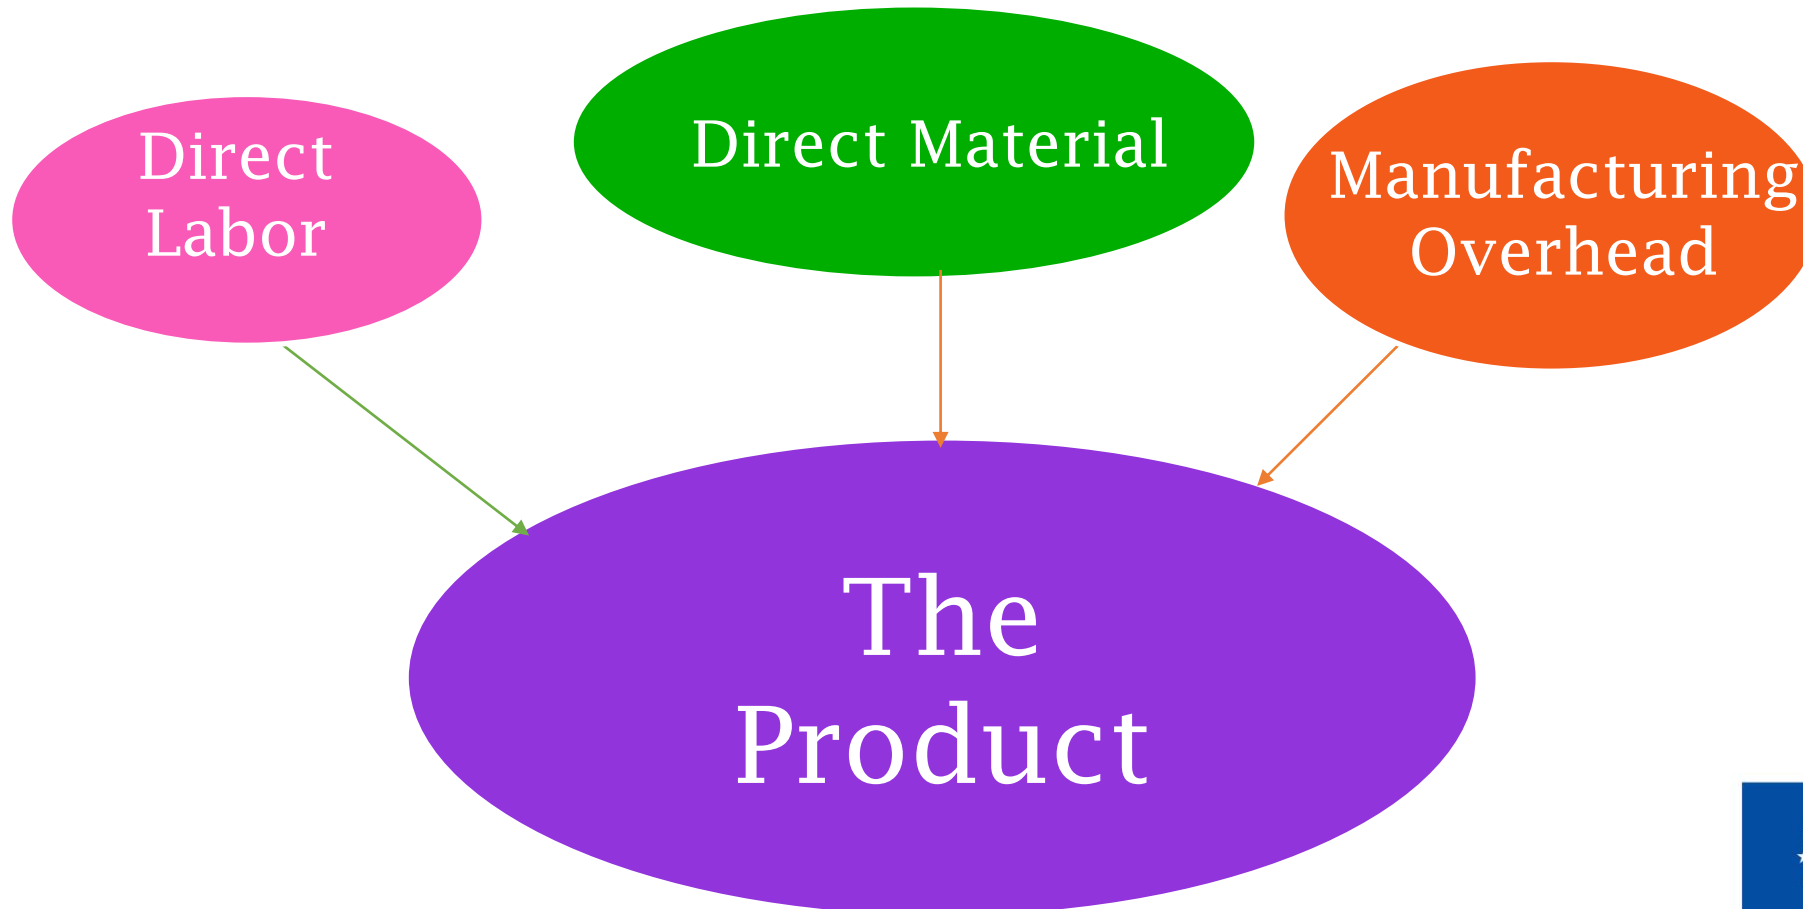 Direct
Labor
Direct Material
Manufacturing
Overhead
The
Product